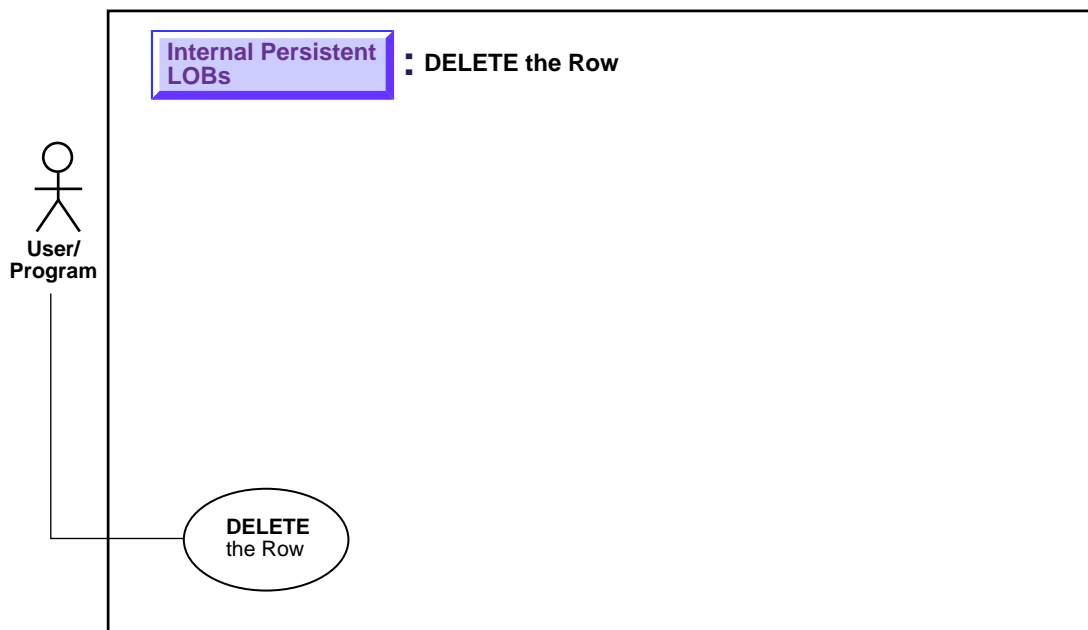 Internal Persistent
LOBs
: DELETE the Row
User/
Program
DELETE
the Row